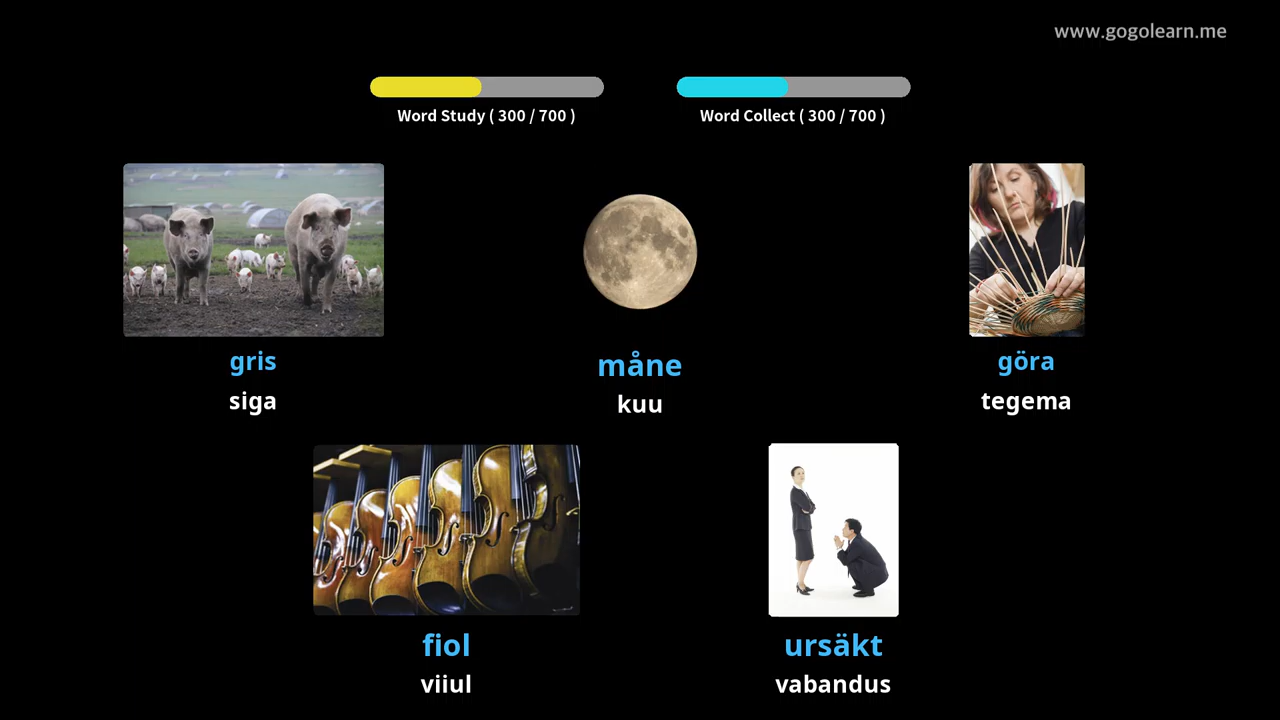 www.gogolearn.me
Word Study ( 300 / 700 )
Word Collect ( 300 / 700 )
gris
siga
måne
kuu
göra
tegema
fiol
viiul
ursäkt
vabandus